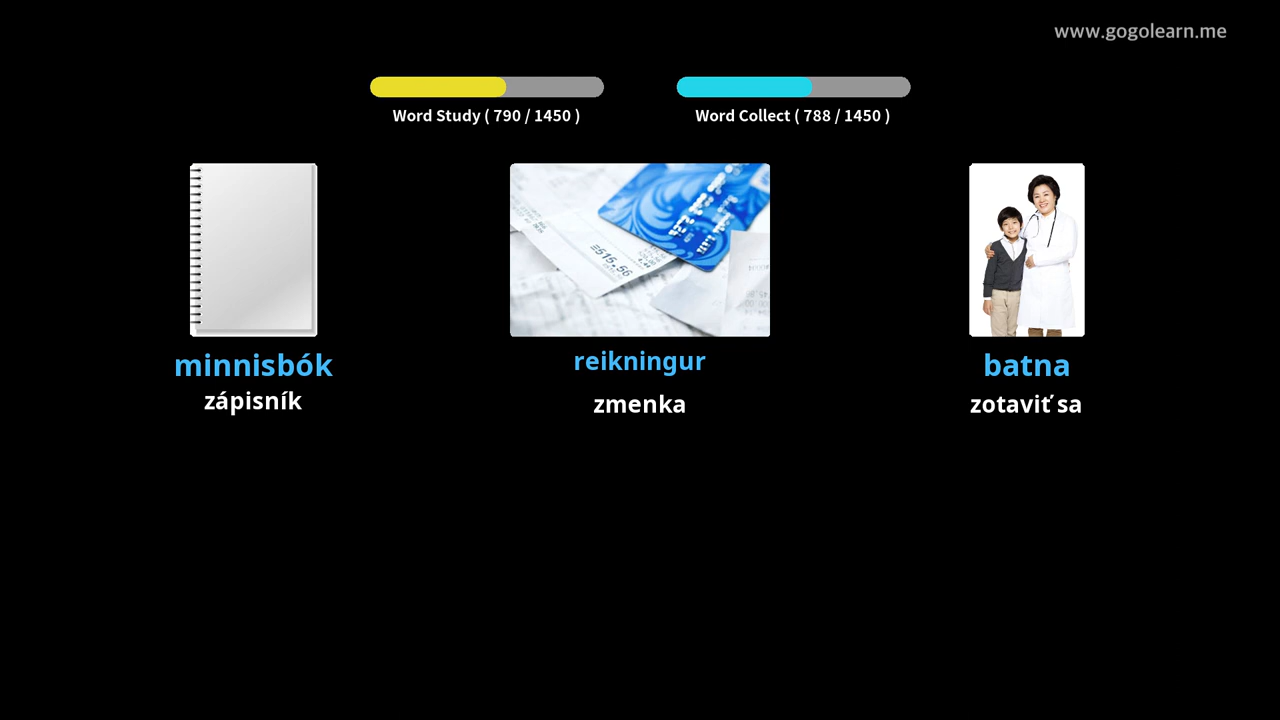 www.gogolearn.me
Word Study ( 790 / 1450 )
Word Collect ( 788 / 1450 )
minnisbók
reikningur
batna
zápisník
zmenka
zotaviť sa